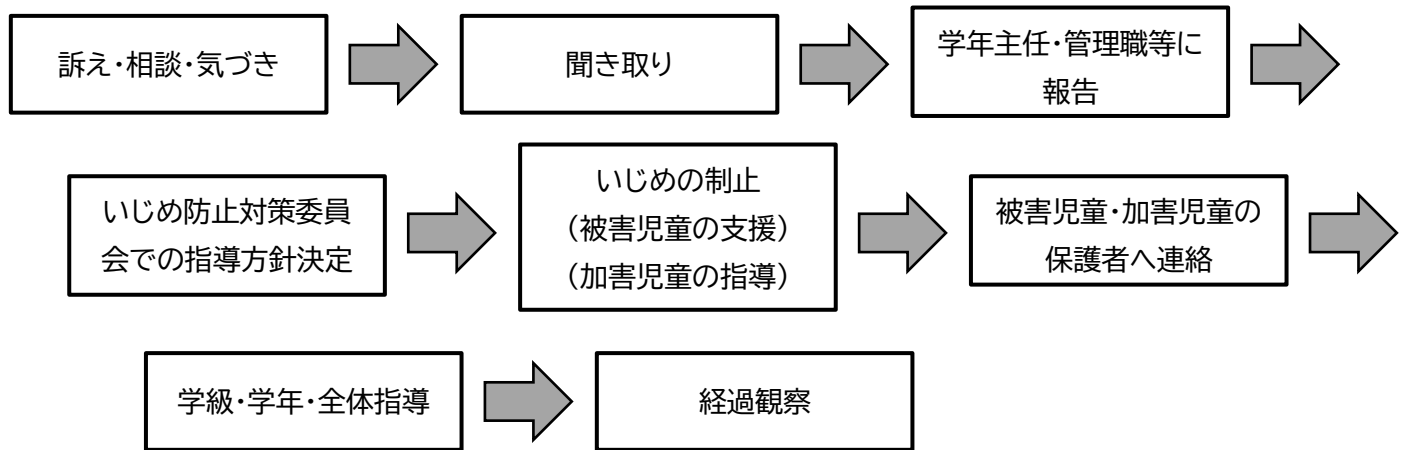 訴え・相談・気づき
聞き取り
学年主任・管理職等に
報告
いじめ防止対策委員
会での指導方針決定
いじめの制止
（被害児童の支援）
（加害児童の指導）
被害児童・加害児童の
保護者へ連絡
学級・学年・全体指導
経過観察